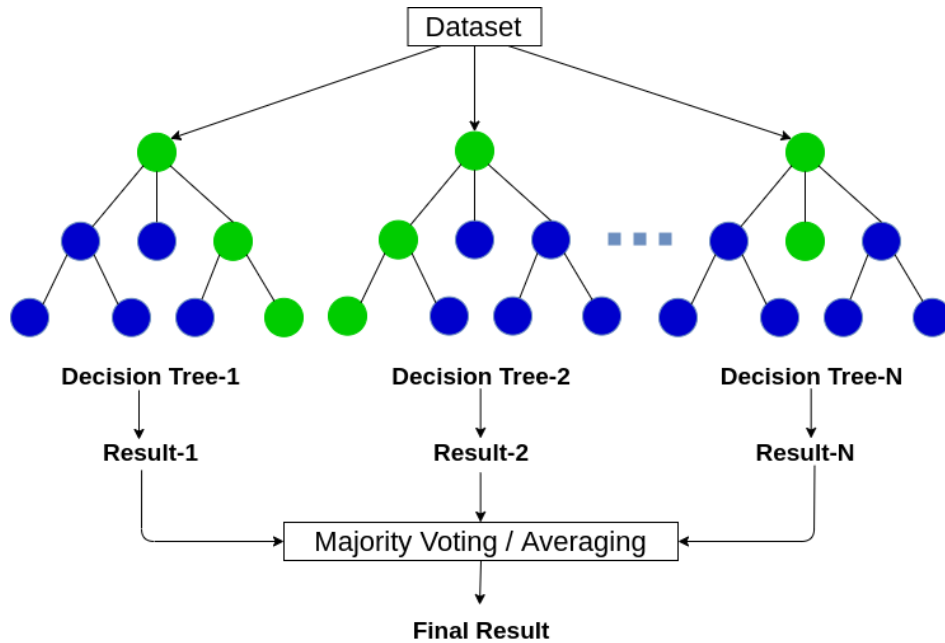 Dataset
Decision Tree-1
Decision Tree-2
Decision Tree-N
Result-1
Result-2
Result-N
Majority Voting / Averaging
Final Result